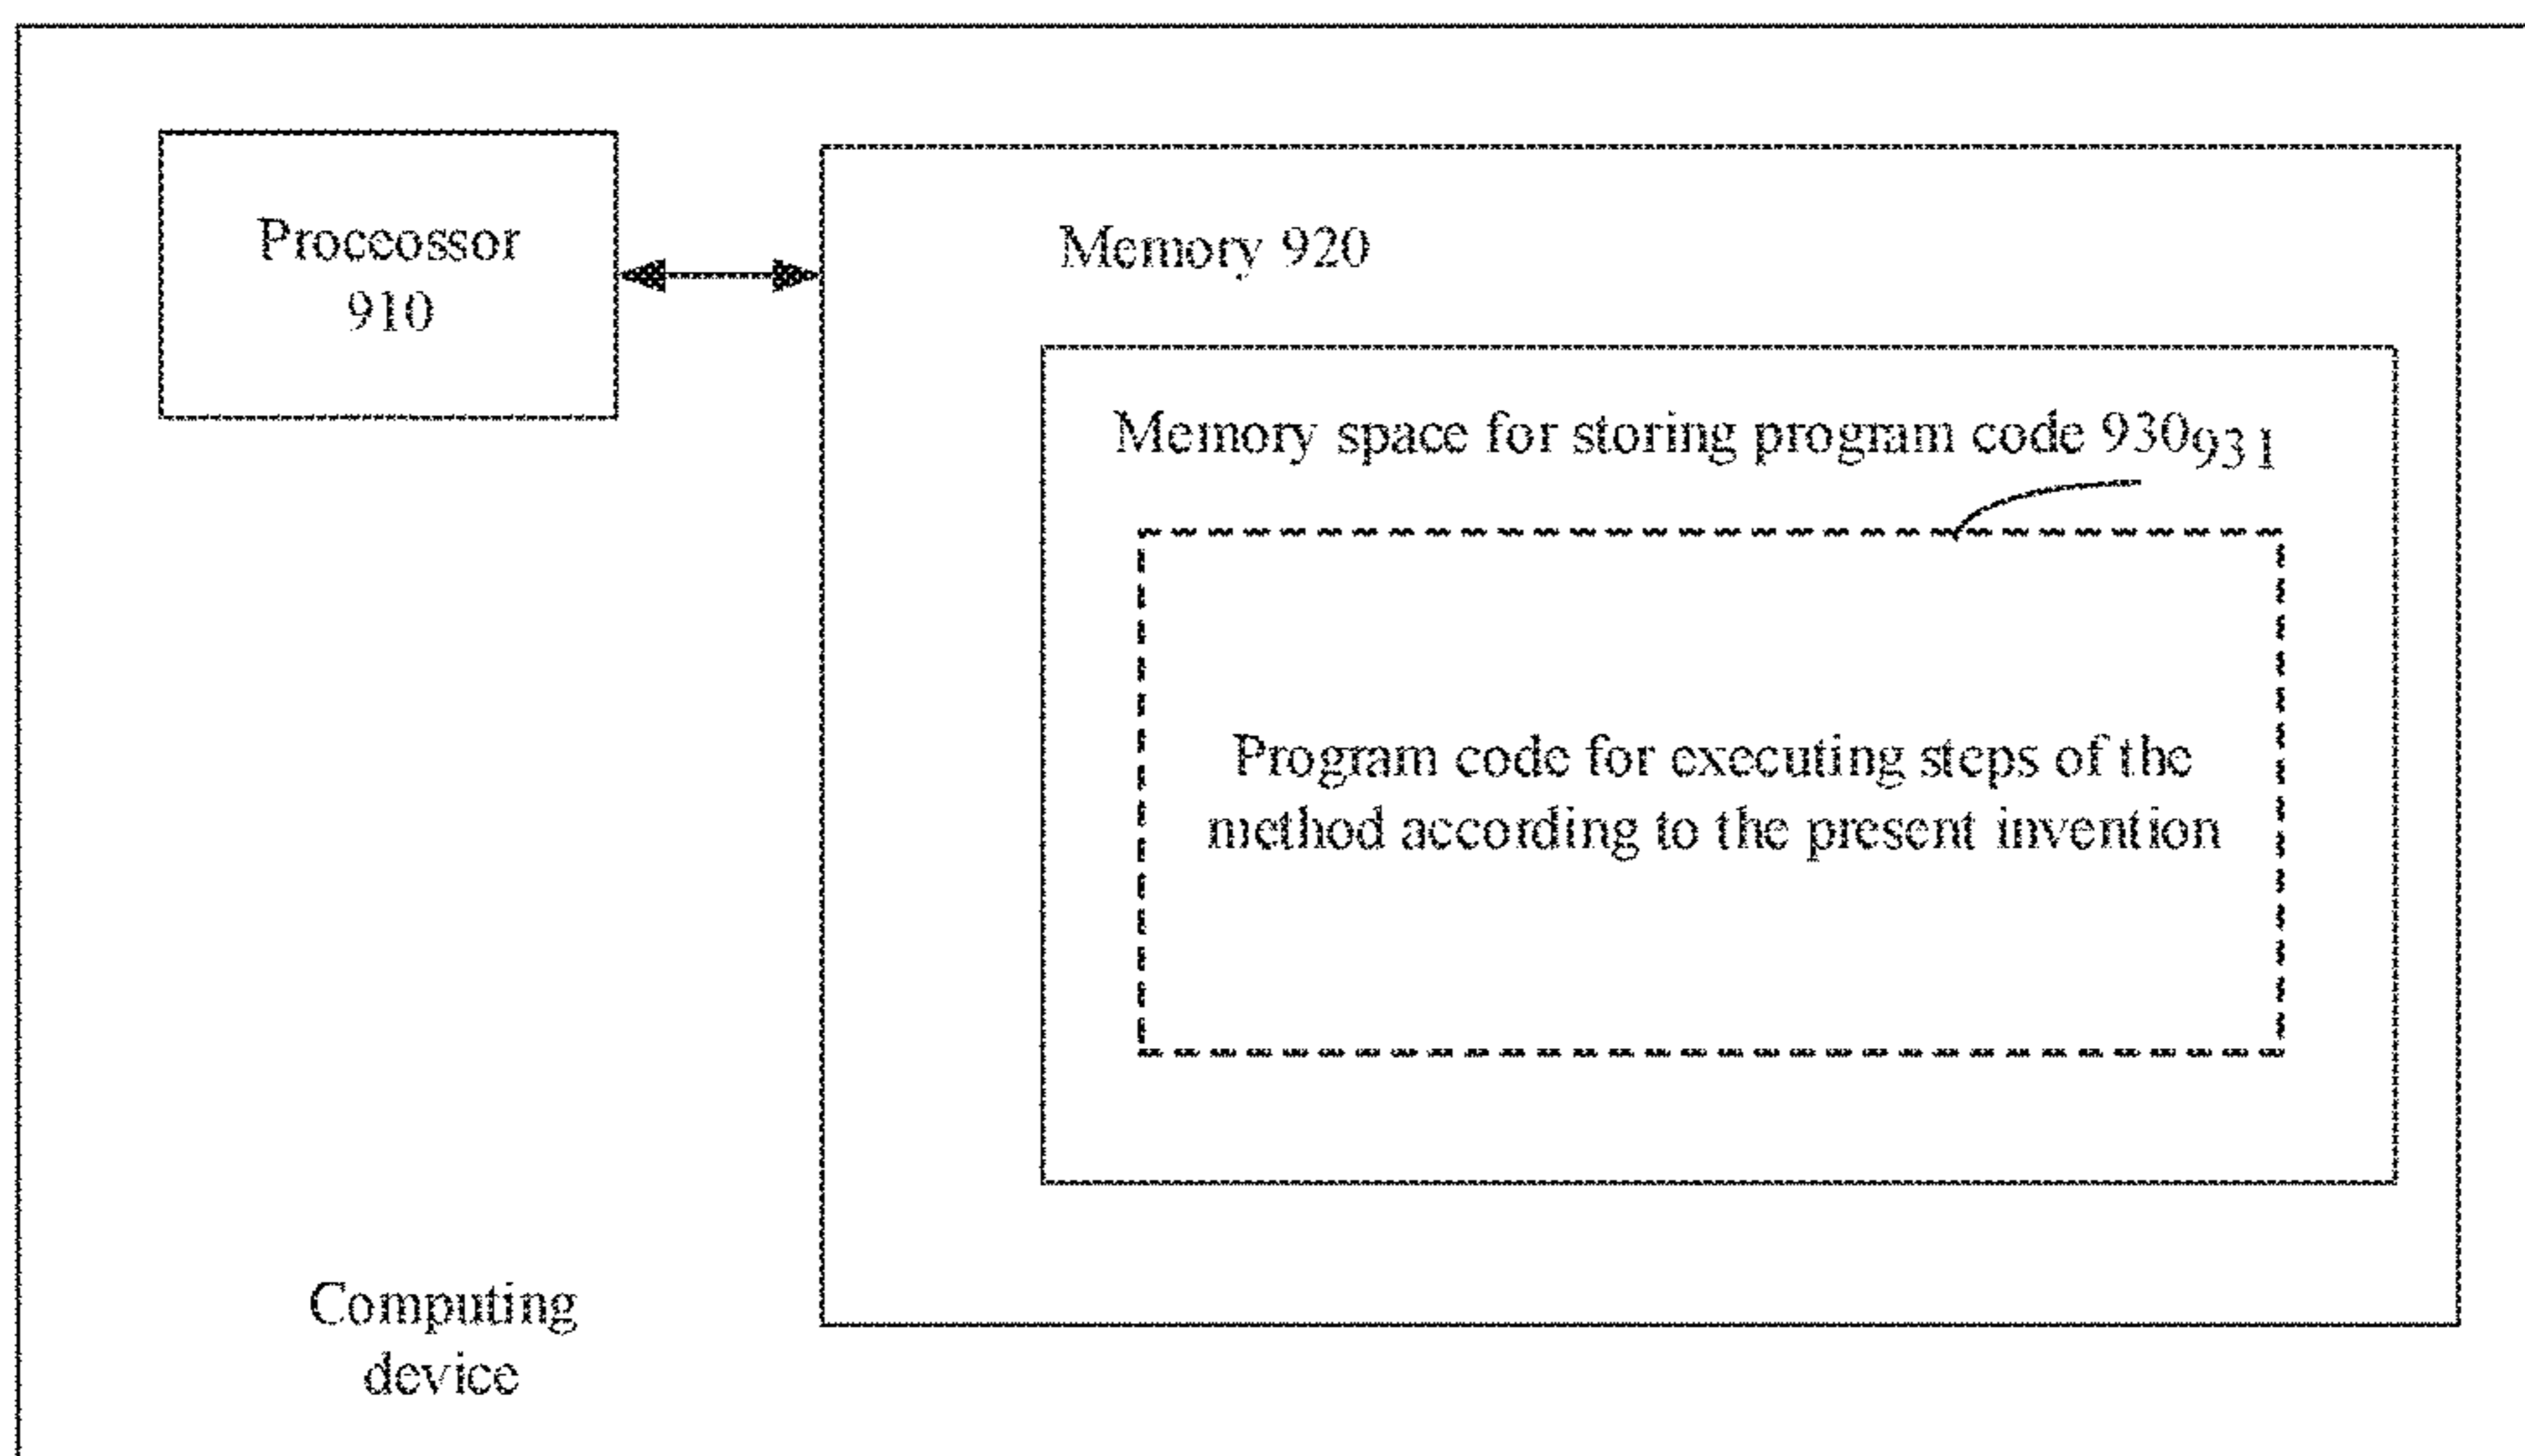 Proceossor
910
Memory 920
Memory space for storing program code 930
931
Program code for executing steps of the
method according to the present invention
Computing
device